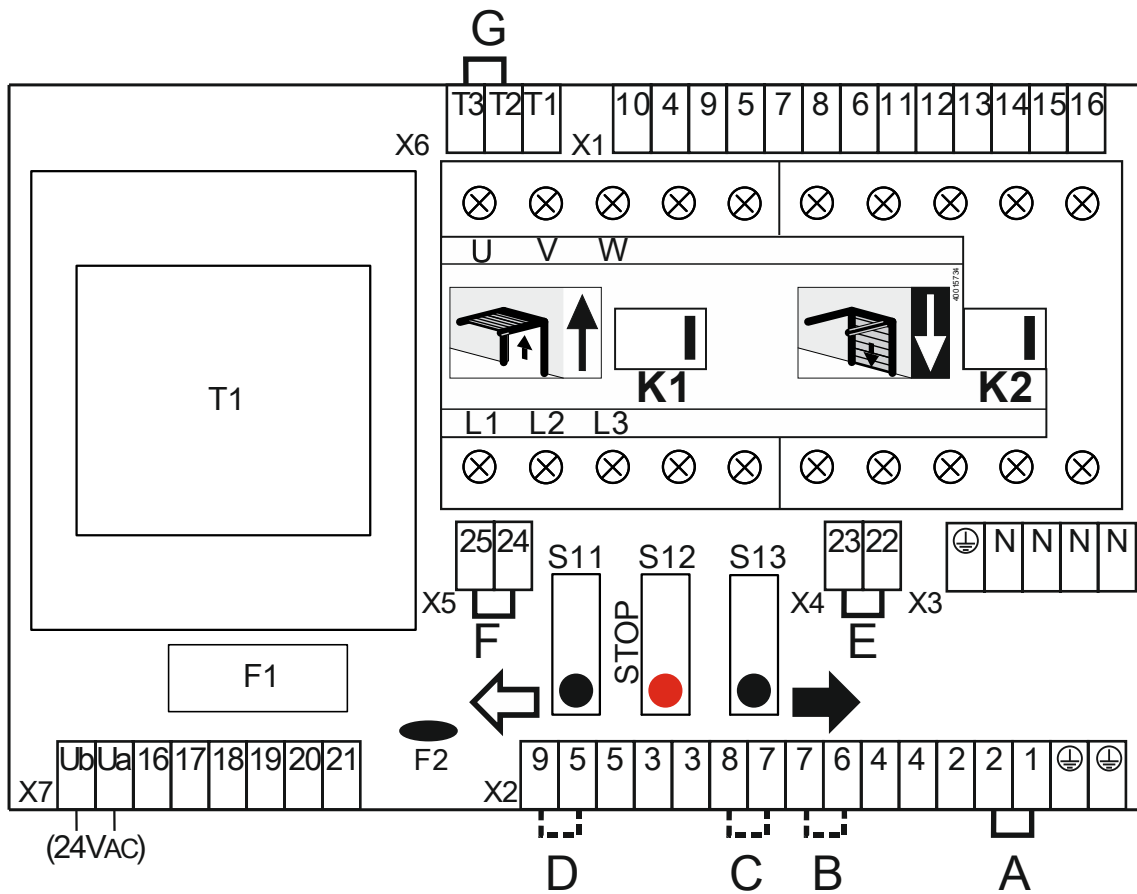 G
T3 T2 T1
10 4 9 5 7 8 6 11 12 13 14 15 16
X6
X1
U V W
40015734
T1
K1
K2
L1 L2 L3
25 24
23 22
N N N N
S11
S12
S13
X5
X4
X3
F
STOP
E
F1
F2
Ub Ua 16 17 18 19 20 21
9 5 5 3 3 8 7 7 6 4 4 2 2 1
X7
X2
(24VAC)
D
C
B
A